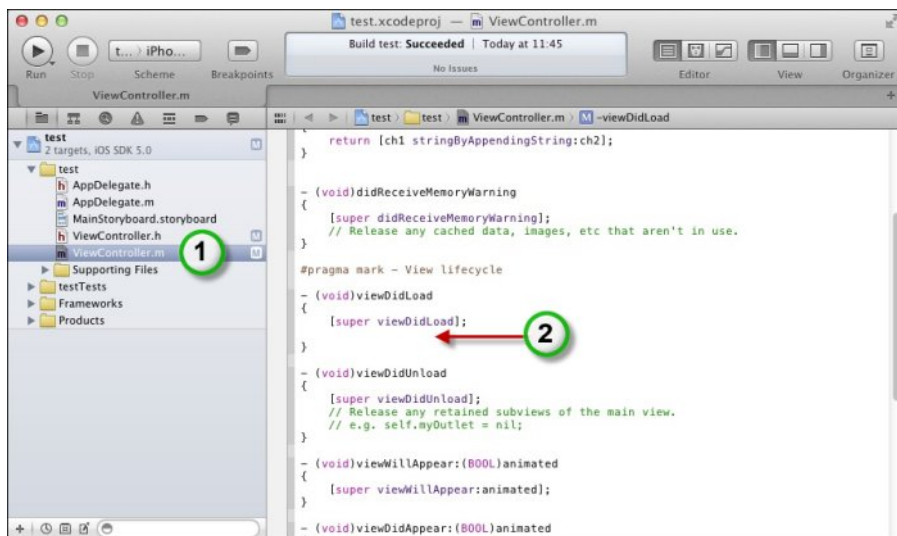 test.xcodeproj — ViewController.m
Run
Stop
t... › iPho...
Scheme
Breakpoints
Build test: Succeeded | Today at 11:45
No Issues
Editor
View
Organizer
ViewController.m
test › test › ViewController.m › M -viewDidLoad
test
2 targets, iOS SDK 5.0
M
test
h AppDelegate.h
m AppDelegate.m
MainStoryboard.storyboard
h ViewController.h M
m ViewController.m M
Supporting Files
testTests
Frameworks
Products
1
{
return [ch1 stringByAppendingString:ch2];
}
- (void)didReceiveMemoryWarning
{
[super didReceiveMemoryWarning];
// Release any cached data, images, etc that aren't in use.
}
#pragma mark - View lifecycle
- (void)viewDidLoad
{
[super viewDidLoad];
2
}
- (void)viewDidUnload
{
[super viewDidUnload];
// Release any retained subviews of the main view.
// e.g. self.myOutlet = nil;
}
- (void)viewWillAppear:(BOOL)animated
{
[super viewWillAppear:animated];
}
- (void)viewDidAppear:(BOOL)animated